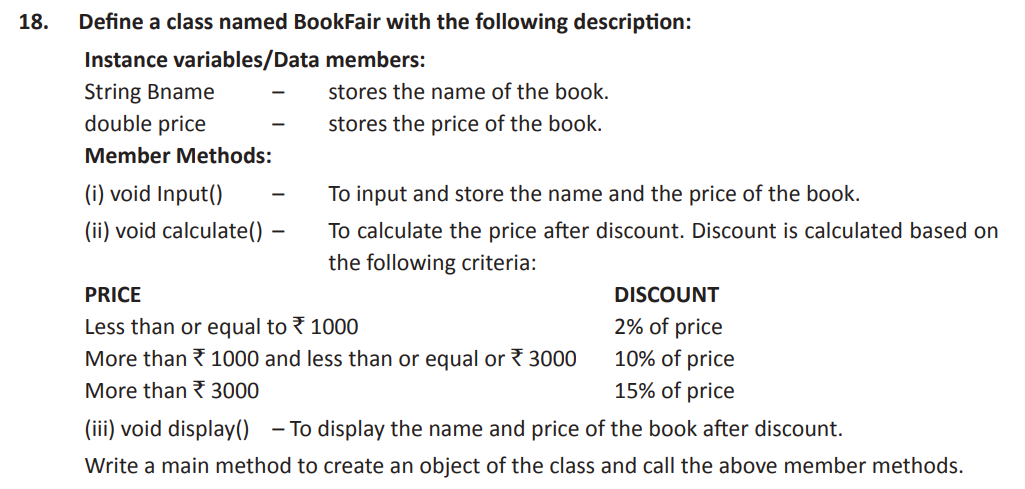 18. Define a class named BookFair with the following description:
Instance variables/Data members:
String Bname – stores the name of the book.
double price – stores the price of the book.
Member Methods:
(i) void Input() – To input and store the name and the price of the book.
(ii) void calculate() – To calculate the price after discount. Discount is calculated based on
the following criteria:
PRICE DISCOUNT
Less than or equal to ₹ 1000 2% of price
More than ₹ 1000 and less than or equal or ₹ 3000 10% of price
More than ₹ 3000 15% of price
(iii) void display() – To display the name and price of the book after discount.
Write a main method to create an object of the class and call the above member methods.